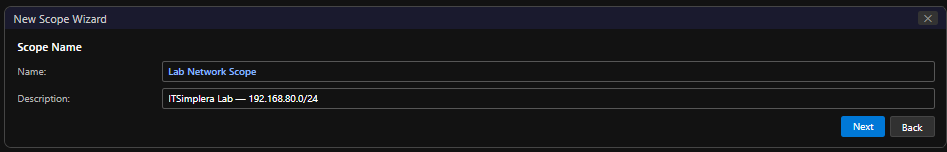 New Scope Wizard
Scope Name
Name: Lab Network Scope
Description: ITSimplera Lab — 192.168.80.0/24
Next Back